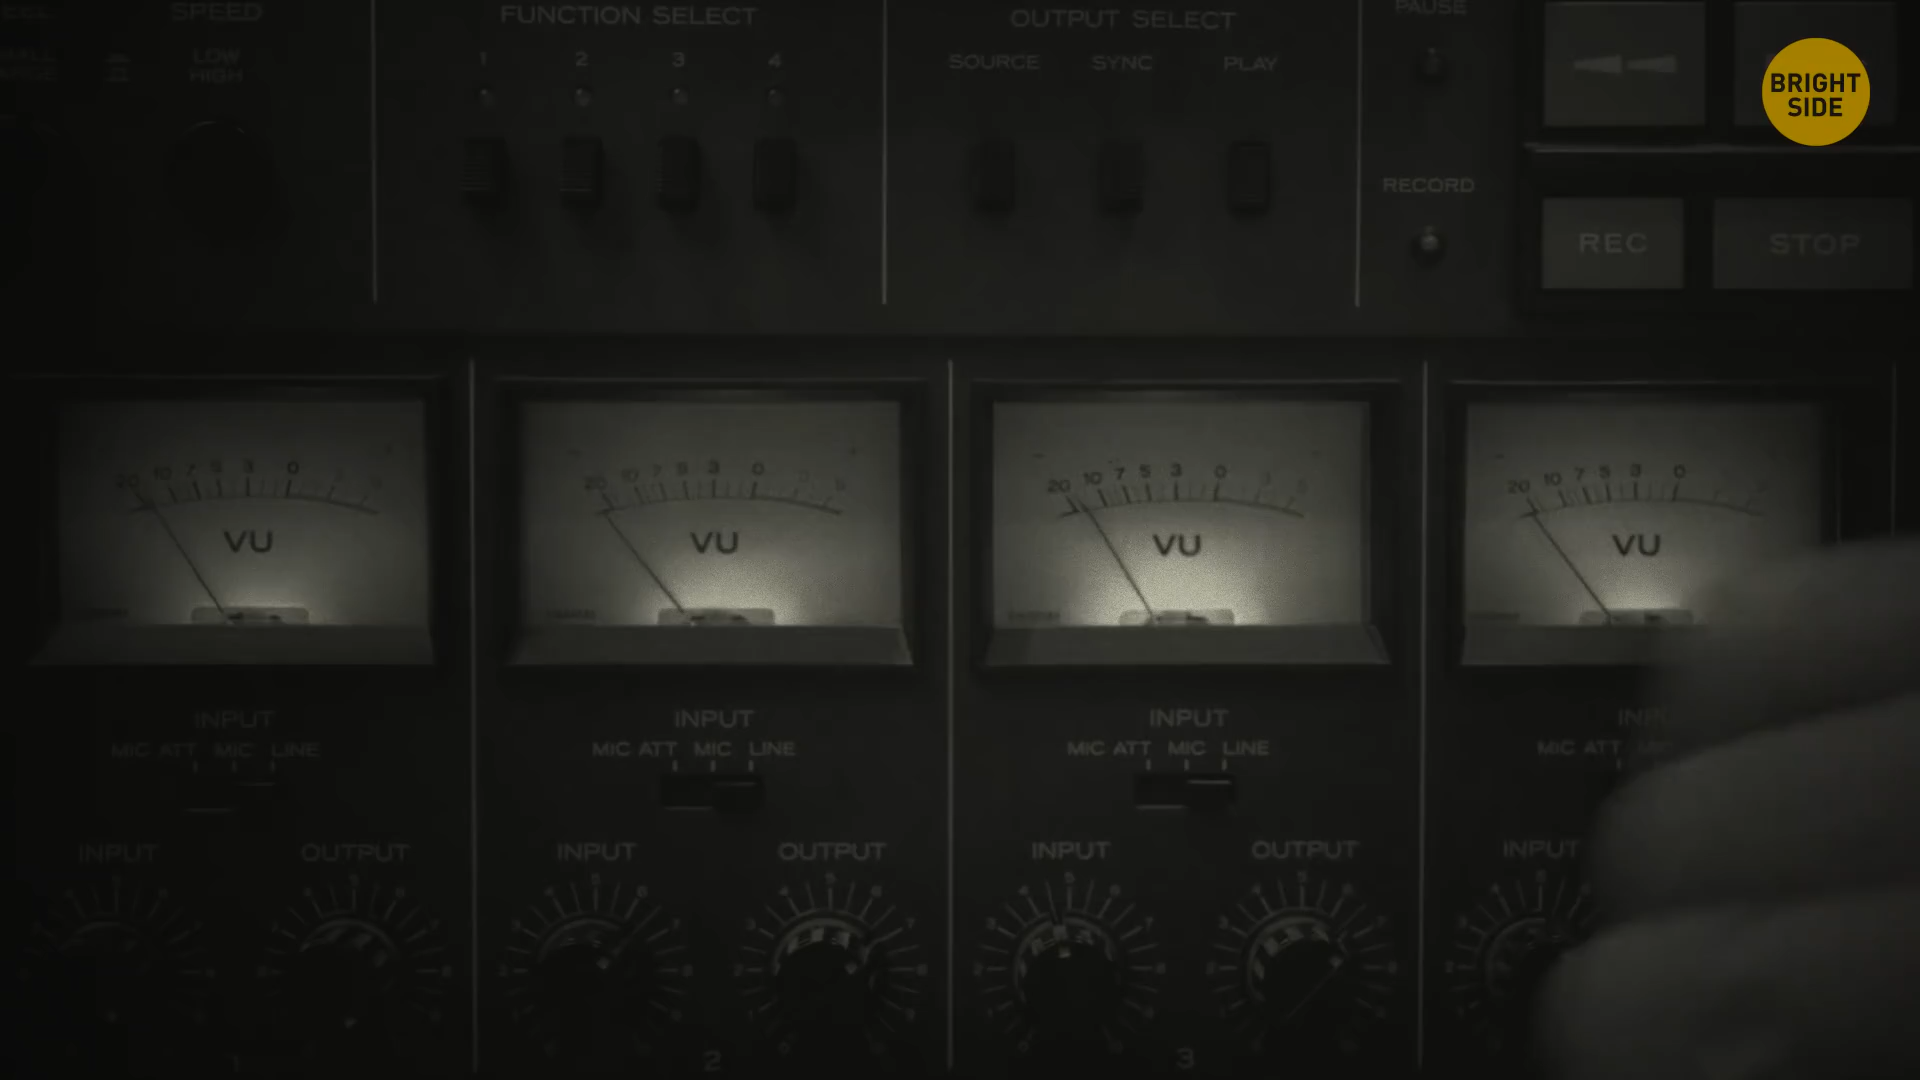 SPEED
FUNCTION SELECT
OUTPUT SELECT
PAUSE
LOW
HIGH
1 2 3 4
SOURCE SYNC PLAY
BRIGHT
SIDE
RECORD
REC STOP
20 10 7 5 3 0
VU
20 10 7 5 3 0
VU
20 10 7 5 3 0
VU
20 10 7 5 3 0
VU
INPUT
MIC ATT MIC LINE
INPUT
MIC ATT MIC LINE
INPUT
MIC ATT MIC LINE
MIC ATT
INPUT OUTPUT
INPUT OUTPUT
INPUT OUTPUT
INPUT
2
3